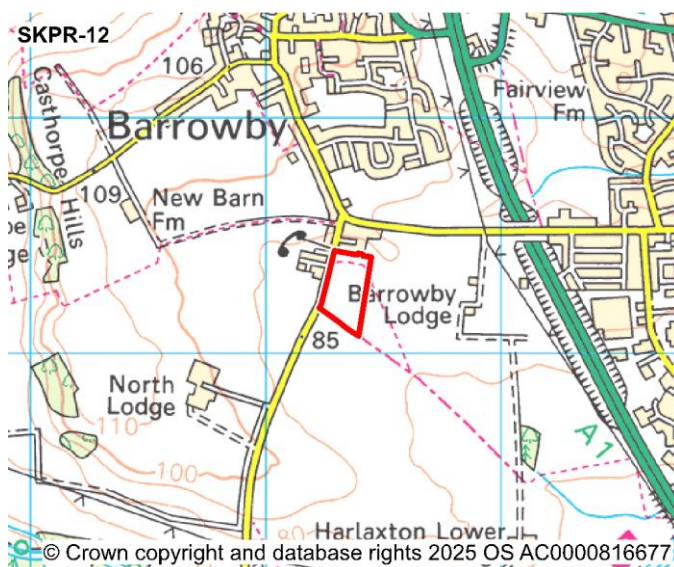 SKPR-12
106
Casthorpe
Hills
Barrowby
Fairview
Fm
109
New Barn
Fm
ge
Barrowby
Lodge
85
North
Lodge
110
100
A1
Harlaxton Lower
© Crown copyright and database rights 2025 OS AC0000816677